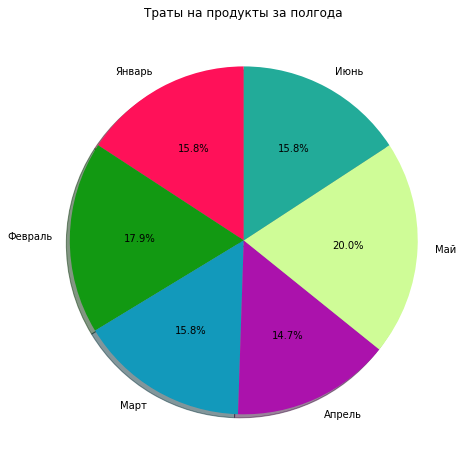 Траты на продукты за полгода
Январь
Июнь
15.8%
15.8%
Февраль
17.9%
20.0%
Май
15.8%
14.7%
Март
Апрель